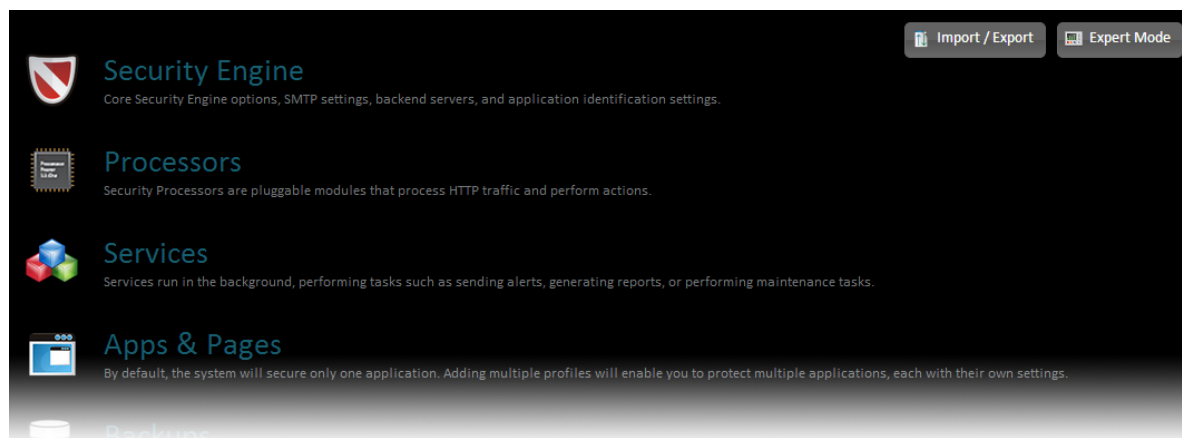 Import / Export
Expert Mode
Security Engine
Core Security Engine options, SMTP settings, backend servers, and application identification settings.
Processors
Security Processors are pluggable modules that process HTTP traffic and perform actions.
Services
Services run in the background, performing tasks such as sending alerts, generating reports, or performing maintenance tasks.
Apps & Pages
By default, the system will secure only one application. Adding multiple profiles will enable you to protect multiple applications, each with their own settings.
Backups